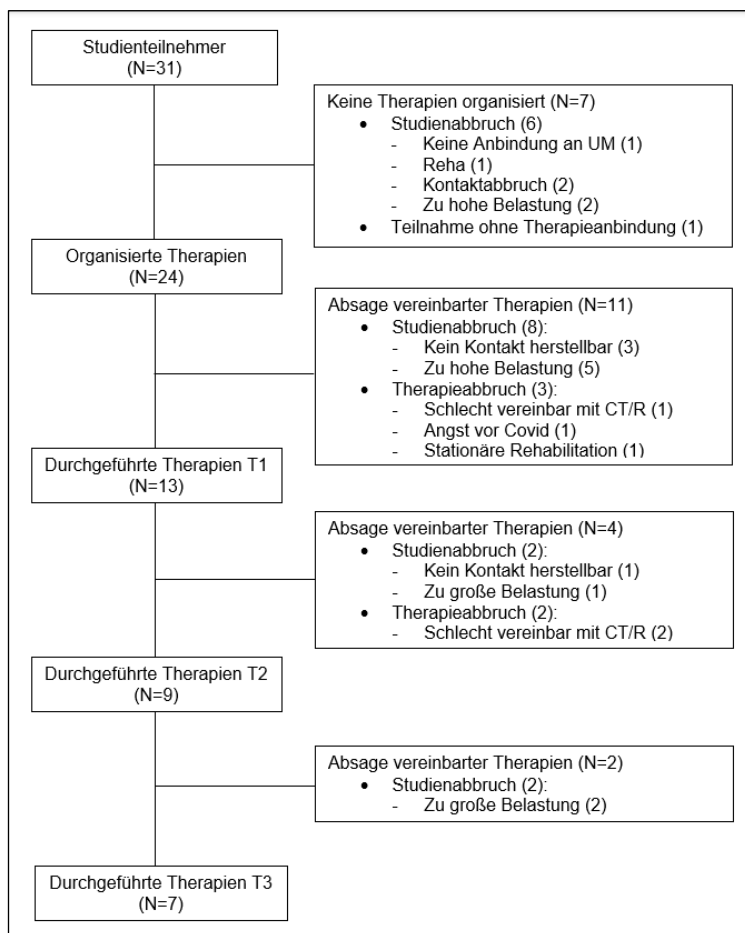 Studienteilnehmer
(N=31)
Keine Therapien organisiert (N=7)
• Studienabbruch (6)
- Keine Anbindung an UM (1)
- Reha (1)
- Kontaktabbruch (2)
- Zu hohe Belastung (2)
• Teilnahme ohne Therapieanbindung (1)
Organisierte Therapien
(N=24)
Absage vereinbarter Therapien (N=11)
• Studienabbruch (8):
- Kein Kontakt herstellbar (3)
- Zu hohe Belastung (5)
• Therapieabbruch (3):
- Schlecht vereinbar mit CT/R (1)
- Angst vor Covid (1)
- Stationäre Rehabilitation (1)
Durchgeführte Therapien T1
(N=13)
Absage vereinbarter Therapien (N=4)
• Studienabbruch (2):
- Kein Kontakt herstellbar (1)
- Zu große Belastung (1)
• Therapieabbruch (2):
- Schlecht vereinbar mit CT/R (2)
Durchgeführte Therapien T2
(N=9)
Absage vereinbarter Therapien (N=2)
• Studienabbruch (2):
- Zu große Belastung (2)
Durchgeführte Therapien T3
(N=7)